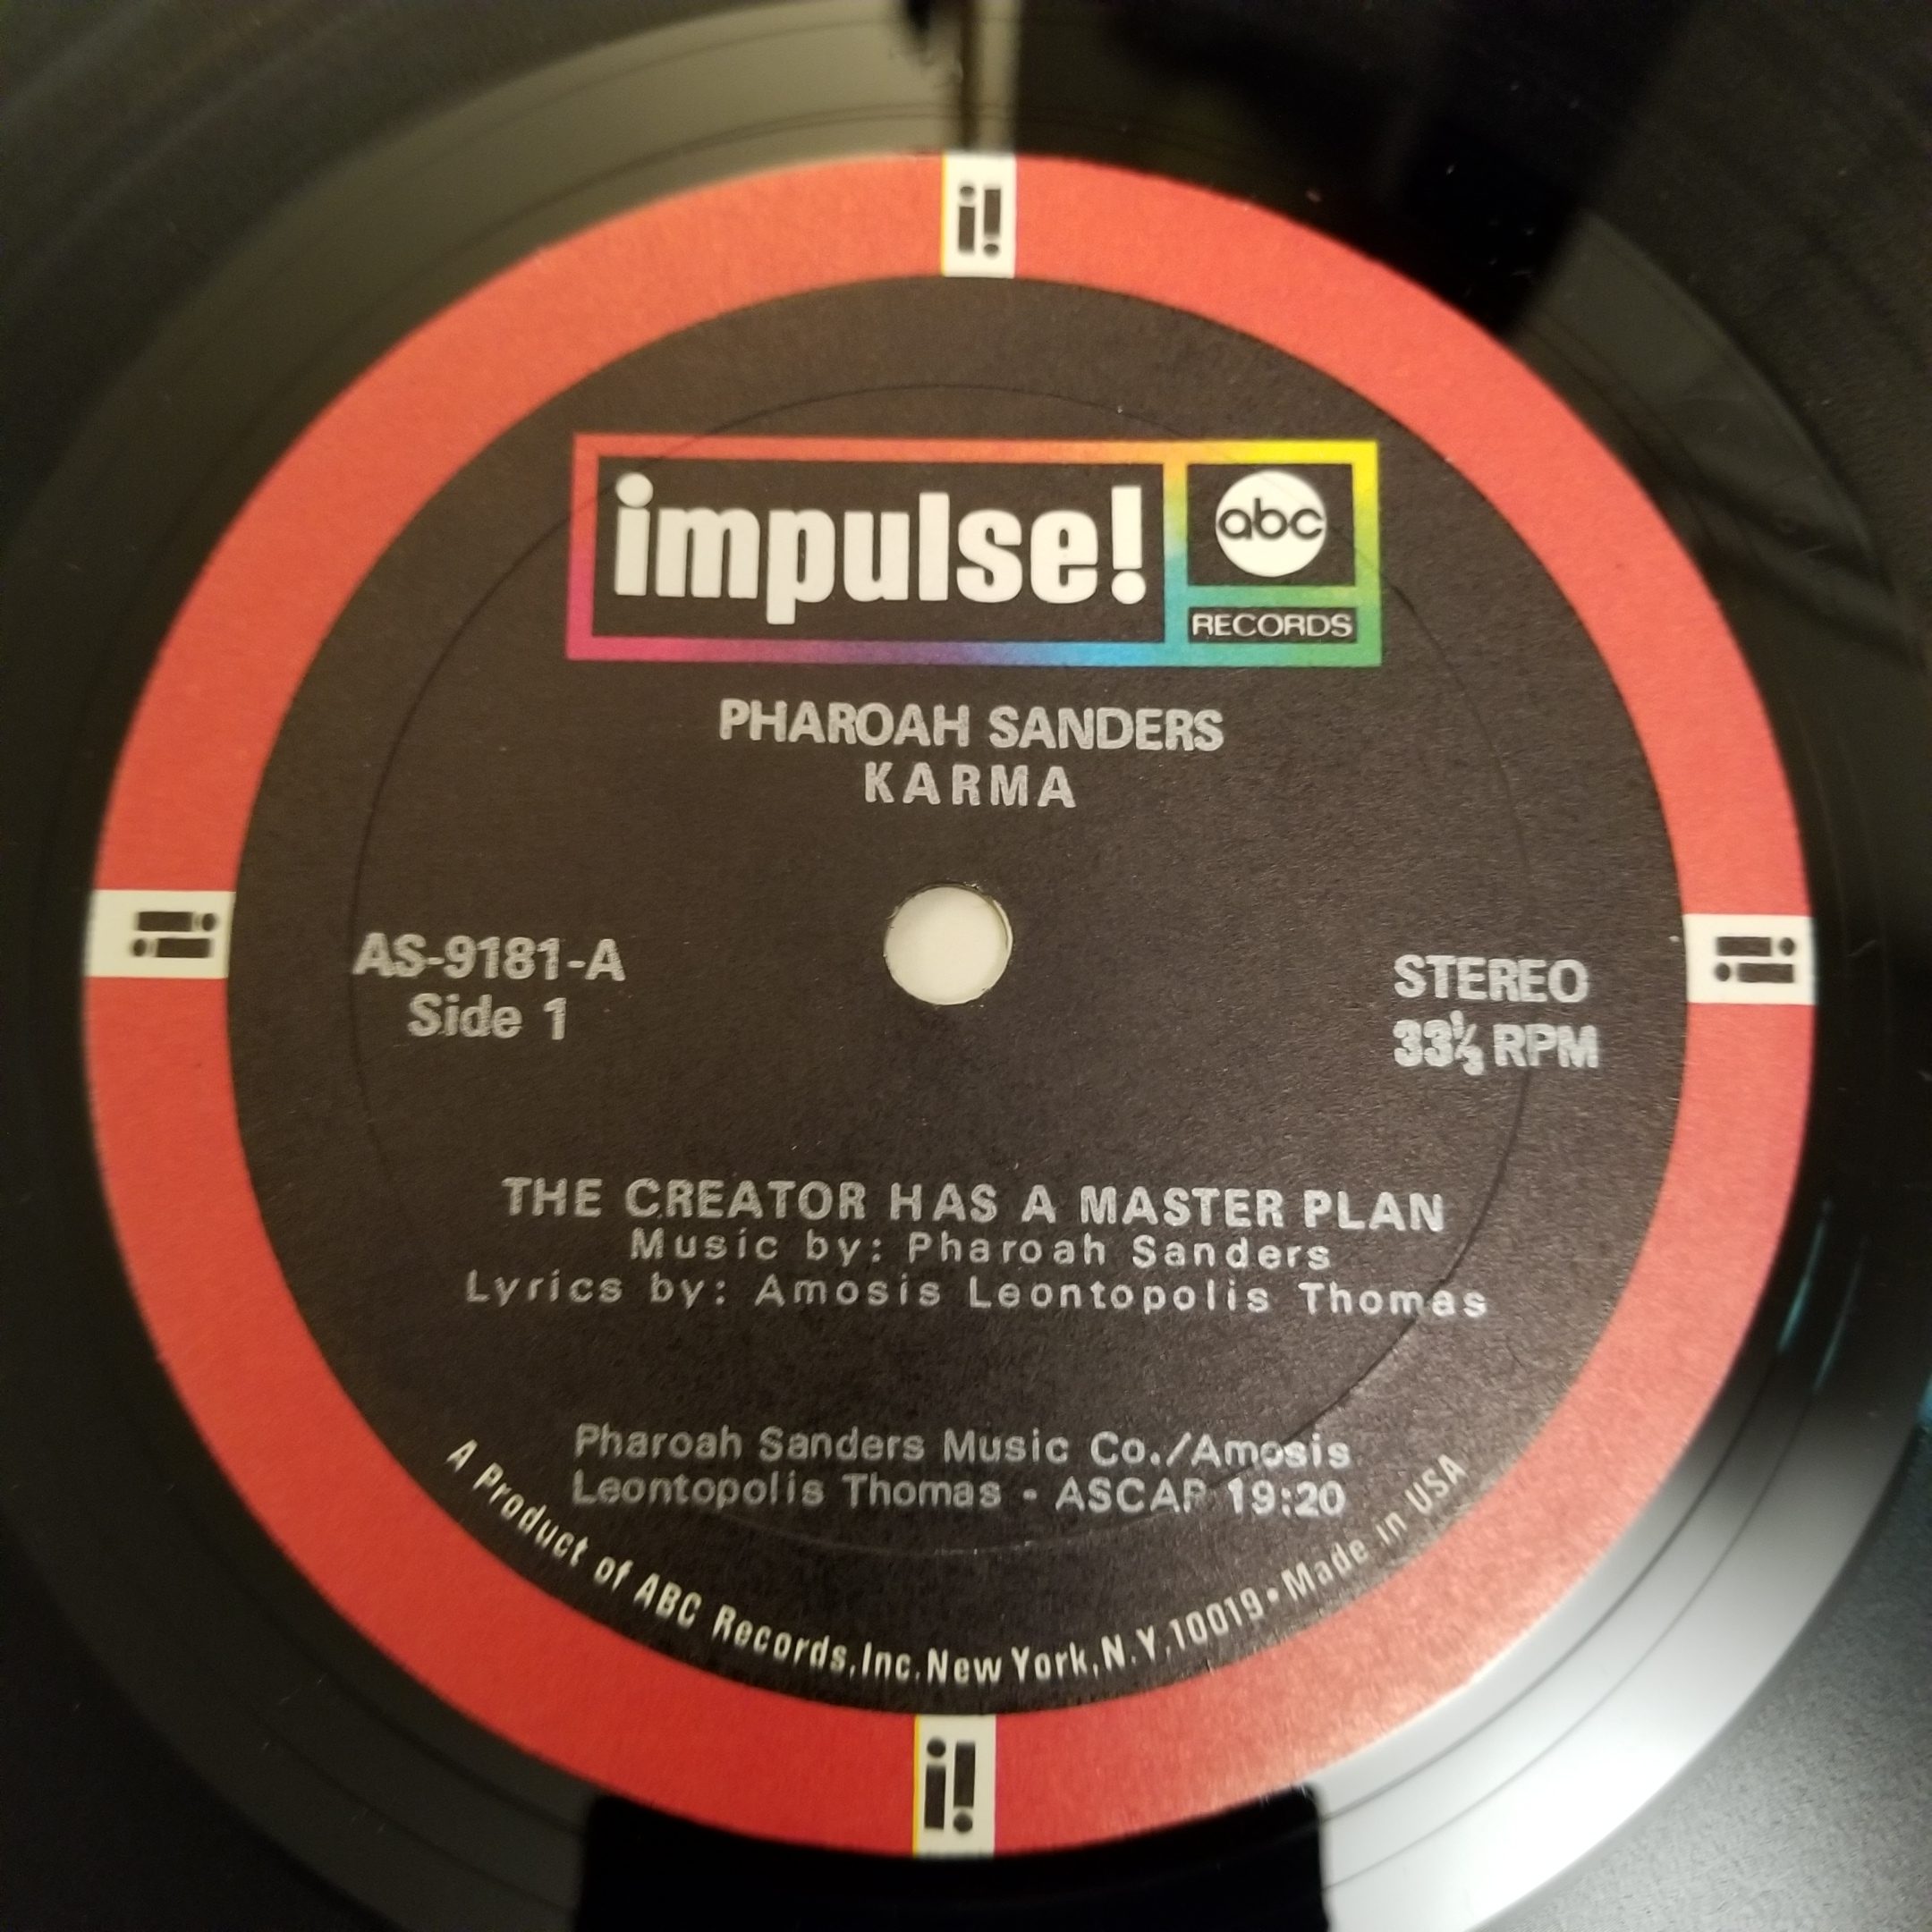 i!
impulse!
abc
RECORDS
PHAROAH SANDERS
KARMA
i!
AS-9181-A
Side 1
STEREO
33⅓ RPM
i!
THE CREATOR HAS A MASTER PLAN
Music by: Pharoah Sanders
Lyrics by: Amosis Leontopolis Thomas
Pharoah Sanders Music Co./Amosis
Leontopolis Thomas - ASCAP 19:20
A Product of ABC Records, Inc. New York, N.Y. 10019 • Made in USA
i!